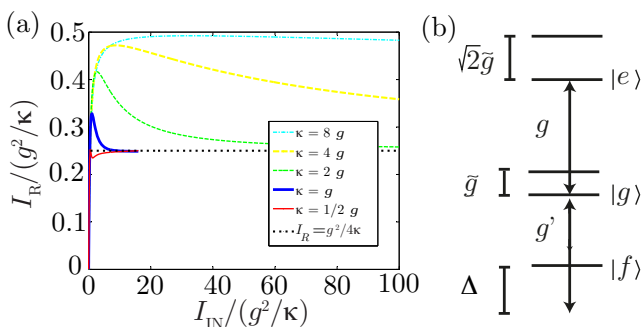 (a)
I_R/(g²/κ)
0.5
0.4
0.3
0.2
0.1
0
κ = 8 g
κ = 4 g
κ = 2 g
κ = g
κ = 1/2 g
I_R = g²/4κ
0 20 40 60 80 100
I_IN/(g²/κ)
(b)
√2g̃
|e⟩
g
g̃
|g⟩
g'
|f⟩
Δ